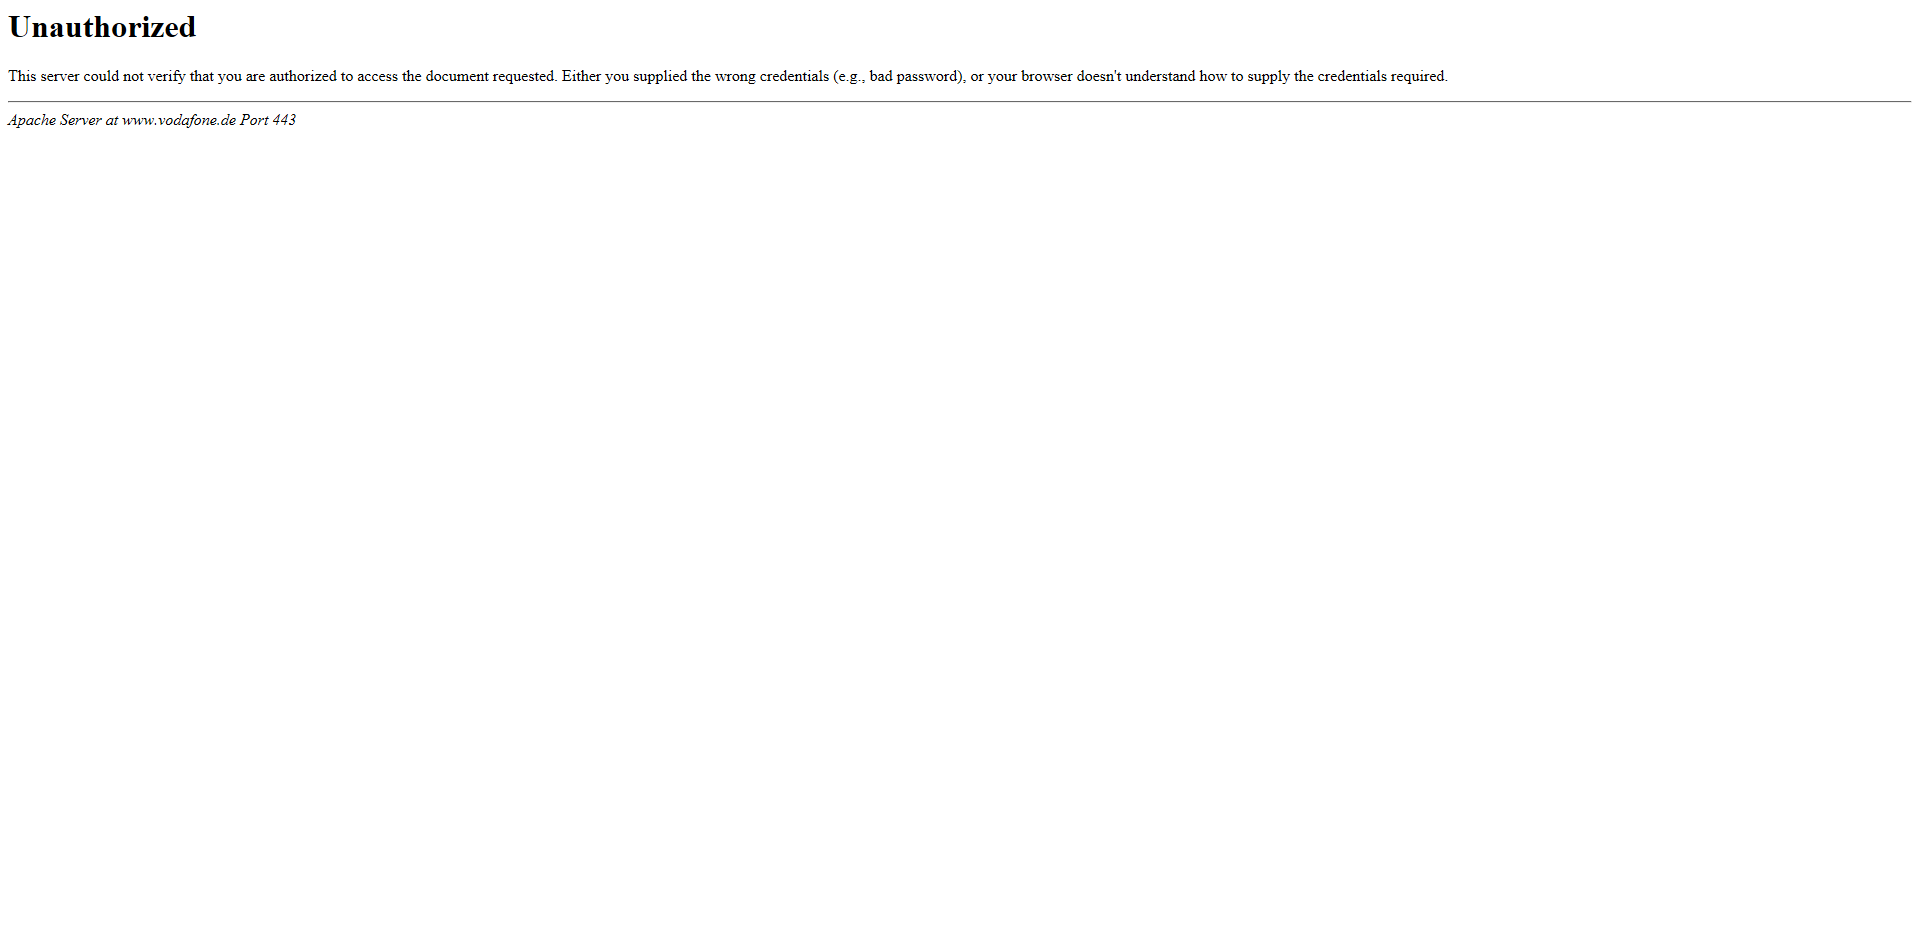 Unauthorized
This server could not verify that you are authorized to access the document requested. Either you supplied the wrong credentials (e.g., bad password), or your browser doesn't understand how to supply the credentials required.
Apache Server at www.vodafone.de Port 443